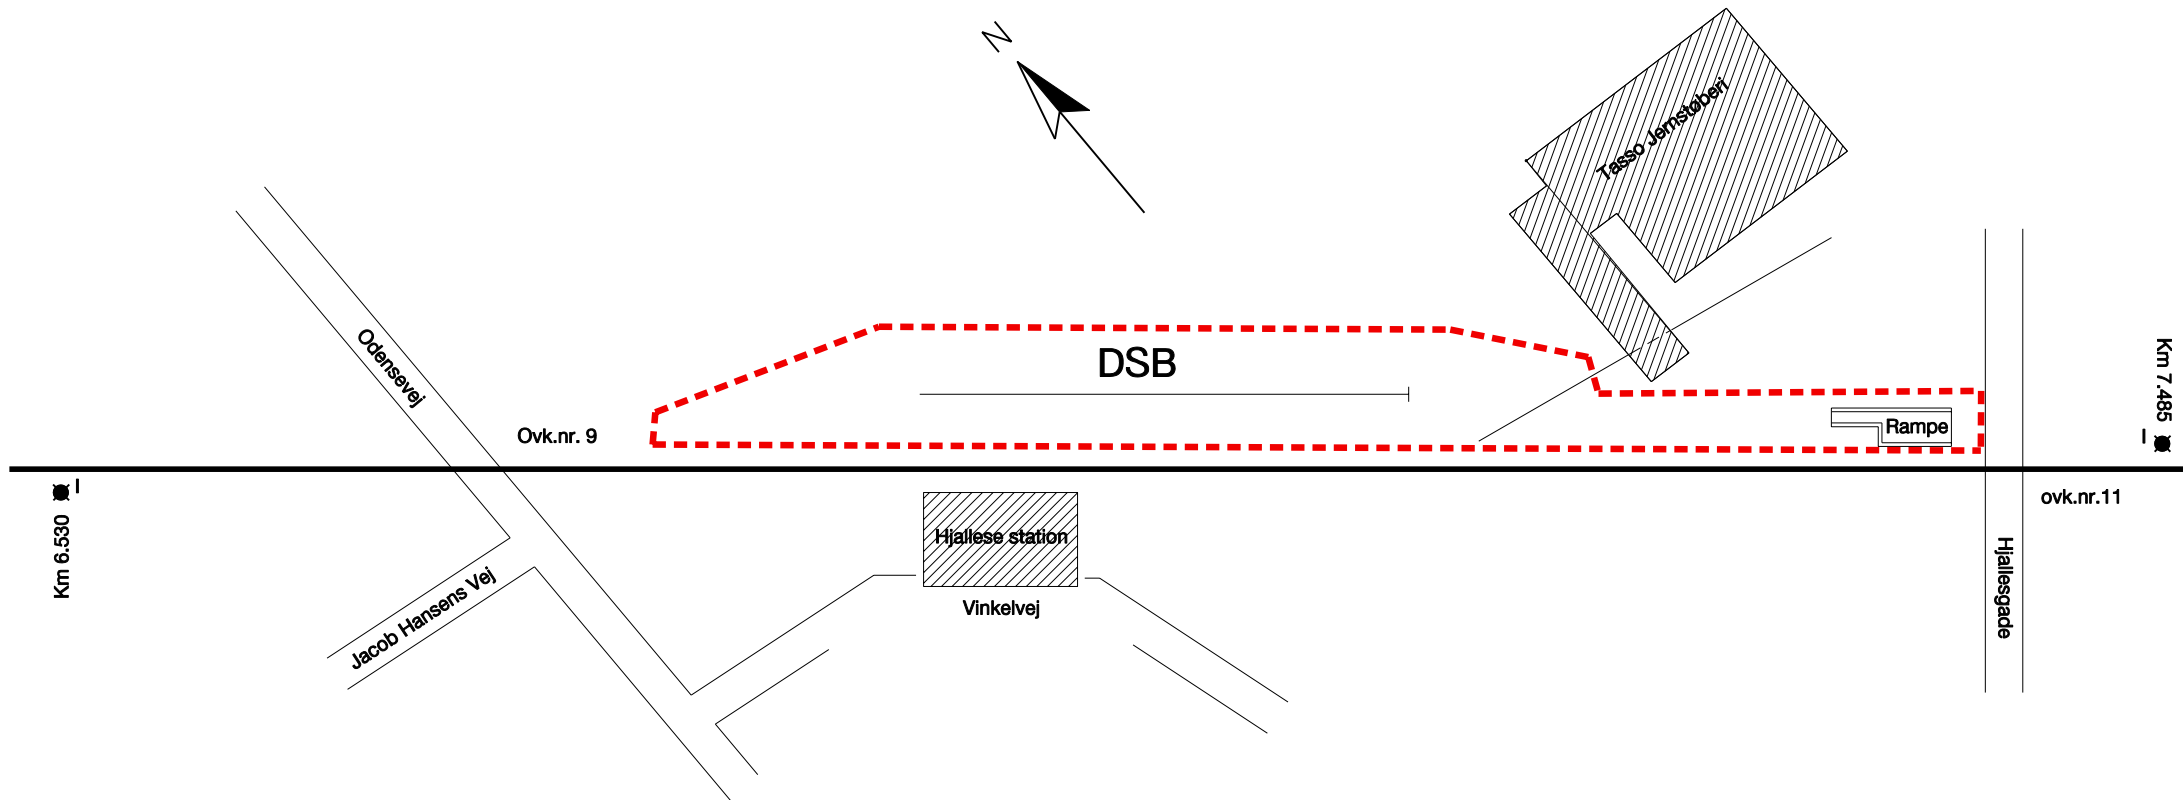 N
Tasso Jernstøberi
Odensevej
DSB
Km 7.485
Ovk.nr. 9
Rampe
ovk.nr.11
Km 6.530
Hjallese station
Hjallesgade
Jacob Hansens Vej
Vinkelvej